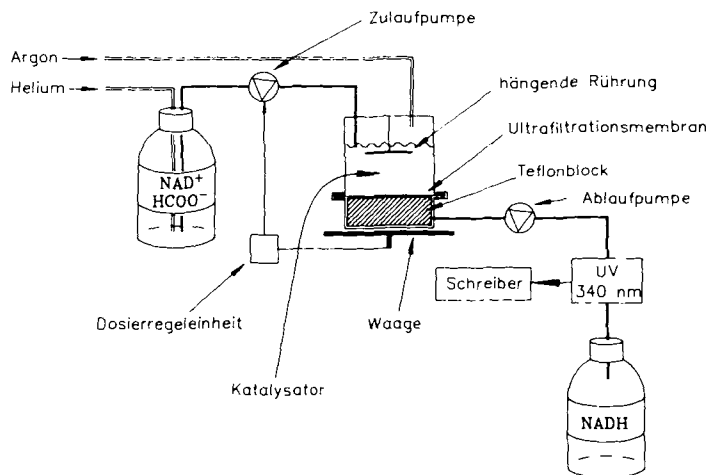 Zulaufpumpe
Argon
Helium
hängende Rührung
Ultrafiltrationsmembran
Teflonblock
Ablaufpumpe
NAD⁺
HCOO⁻
UV
340 nm
Schreiber
Dosierregeleinheit
Waage
Katalysator
NADH